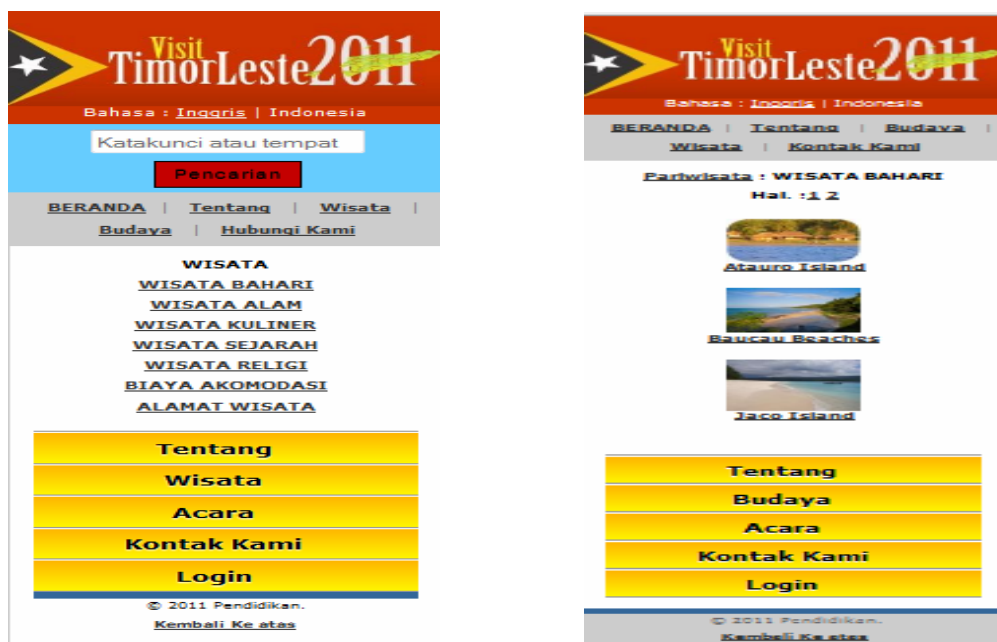 Visit
TimorLeste2011
Bahasa : Inggris | Indonesia
Katakunci atau tempat
Pencarian
BERANDA | Tentang | Wisata |
Budaya | Hubungi Kami
WISATA
WISATA BAHARI
WISATA ALAM
WISATA KULINER
WISATA SEJARAH
WISATA RELIGI
BIAYA AKOMODASI
ALAMAT WISATA
Tentang
Wisata
Acara
Kontak Kami
Login
© 2011 Pendidikan.
Kembali Ke atas
Visit
TimorLeste2011
Bahasa : Inggris | Indonesia
BERANDA | Tentang | Budaya |
Wisata | Kontak Kami
Pariwisata : WISATA BAHARI
Hal. :1 2
Atauro Island
Baucau Beaches
Jaco Island
Tentang
Budaya
Acara
Kontak Kami
Login
© 2011 Pendidikan.
Kembali Ke atas